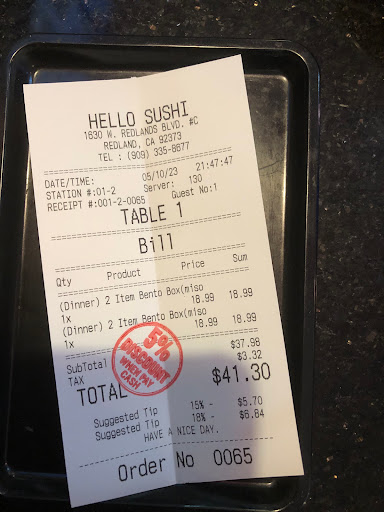 HELLO SUSHI
1630 W. REDLANDS BLVD. #C
REDLAND, CA 92373
TEL : (909) 335-8677
DATE/TIME: 05/10/23 21:47:47
STATION #:01-2 Server: 130
RECEIPT #:001-2-0065 Guest No:1
TABLE 1
Bill
Qty Product Price Sum
(Dinner) 2 Item Bento Box(miso
1x 18.99 18.99
(Dinner) 2 Item Bento Box(miso
1x 18.99 18.99
SubTotal $37.98
TAX $3.32
TOTAL $41.30
5%
DISCOUNT
WHEN PAY
CASH
Suggested Tip 15% - $5.70
Suggested Tip 18% - $6.84
HAVE A NICE DAY.
Order No 0065